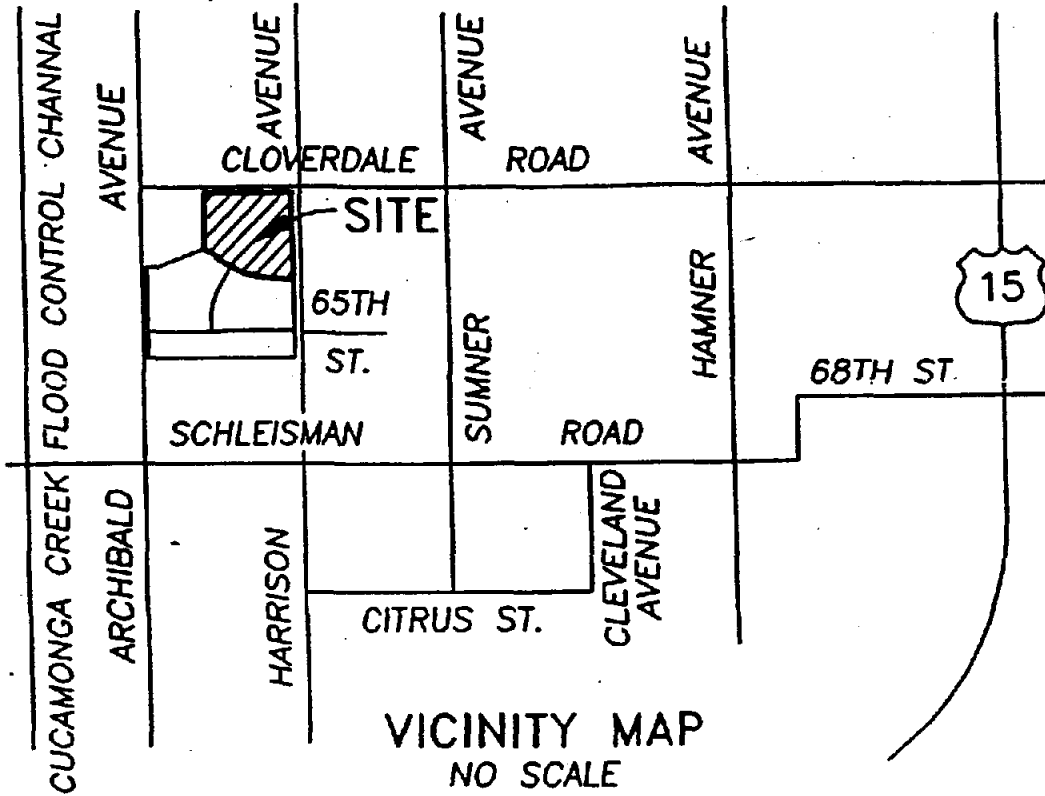 CUCAMONGA CREEK FLOOD CONTROL CHANNAL
ARCHIBALD AVENUE
HARRISON AVENUE
SUMNER AVENUE
HAMNER AVENUE
CLOVERDALE ROAD
SITE
65TH
ST.
15
68TH ST.
SCHLEISMAN ROAD
CLEVELAND
AVENUE
CITRUS ST.
VICINITY MAP
NO SCALE